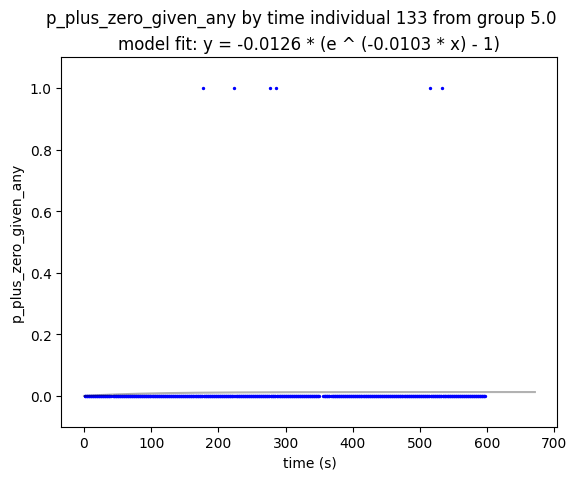 p_plus_zero_given_any by time individual 133 from group 5.0
model fit: y = -0.0126 * (e ^ (-0.0103 * x) - 1)
1.0
0.8
0.6
0.4
0.2
0.0
p_plus_zero_given_any
0 100 200 300 400 500 600 700
time (s)